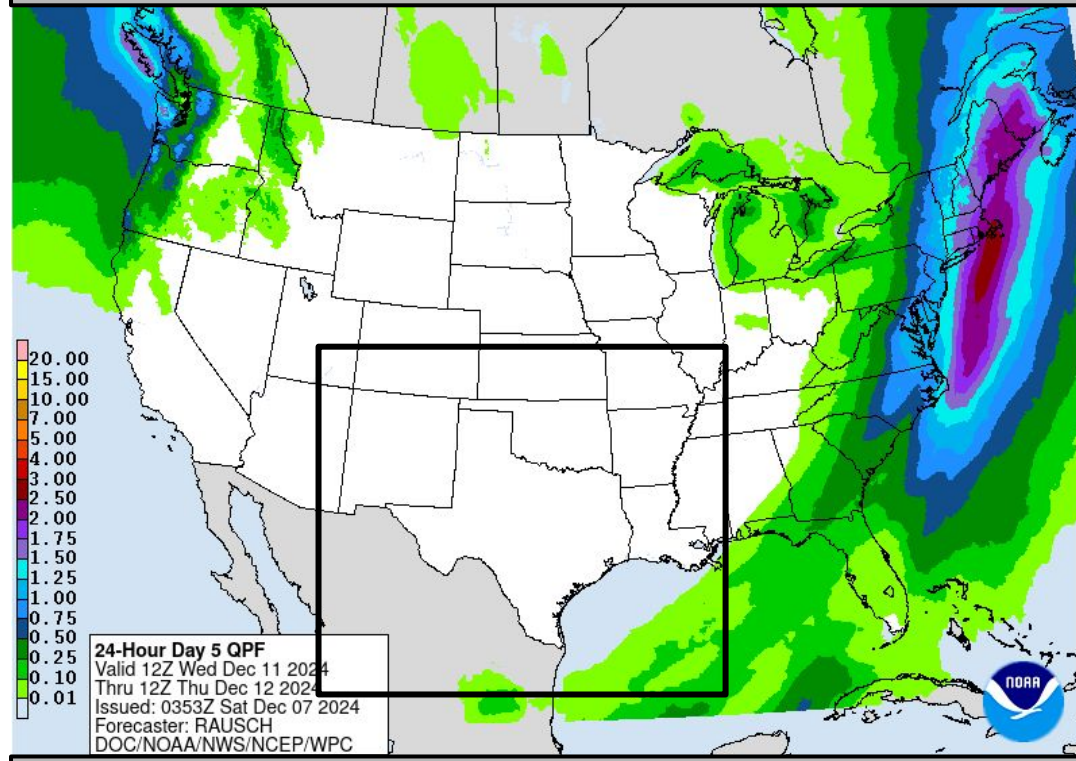 20.00
15.00
10.00
7.00
5.00
4.00
3.00
2.50
2.00
1.75
1.50
1.25
1.00
0.75
0.50
0.25
0.10
0.01
24-Hour Day 5 QPF
Valid 12Z Wed Dec 11 2024
Thru 12Z Thu Dec 12 2024
Issued: 0353Z Sat Dec 07 2024
Forecaster: RAUSCH
DOC/NOAA/NWS/NCEP/WPC
NOAA